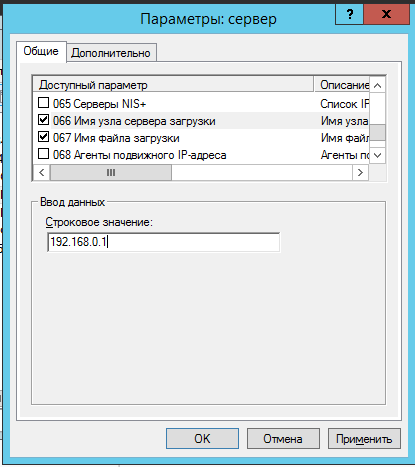 Параметры: сервер
? x
Общие Дополнительно
Доступный параметр Описание
065 Серверы NIS+ Список IP
066 Имя узла сервера загрузки Имя узла
067 Имя файла загрузки Имя файл
068 Агенты подвижного IP-адреса Агенты по
Ввод данных
Строковое значение:
192.168.0.1
OK Отмена Применить